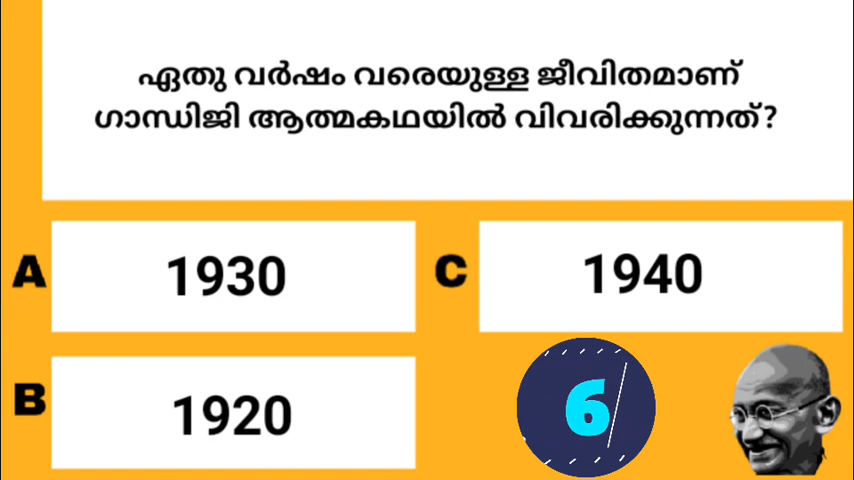 ഏതു വർഷം വരെയുള്ള ജീവിതമാണ്
ഗാന്ധിജി ആത്മകഥയിൽ വിവരിക്കുന്നത്?
A 1930
C 1940
B 1920
6